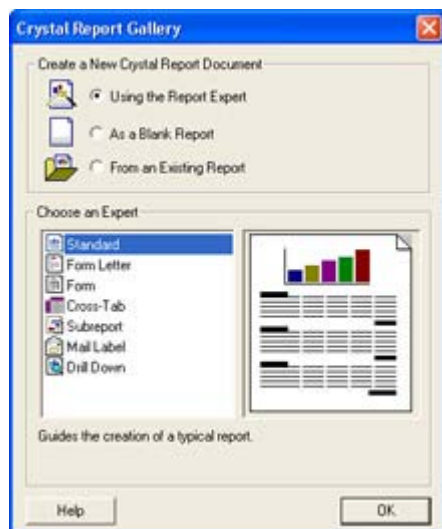 Crystal Report Gallery
Create a New Crystal Report Document
Using the Report Expert
As a Blank Report
From an Existing Report
Choose an Expert
Standard
Form Letter
Form
Cross-Tab
Subreport
Mail Label
Drill Down
Guides the creation of a typical report.
Help
OK